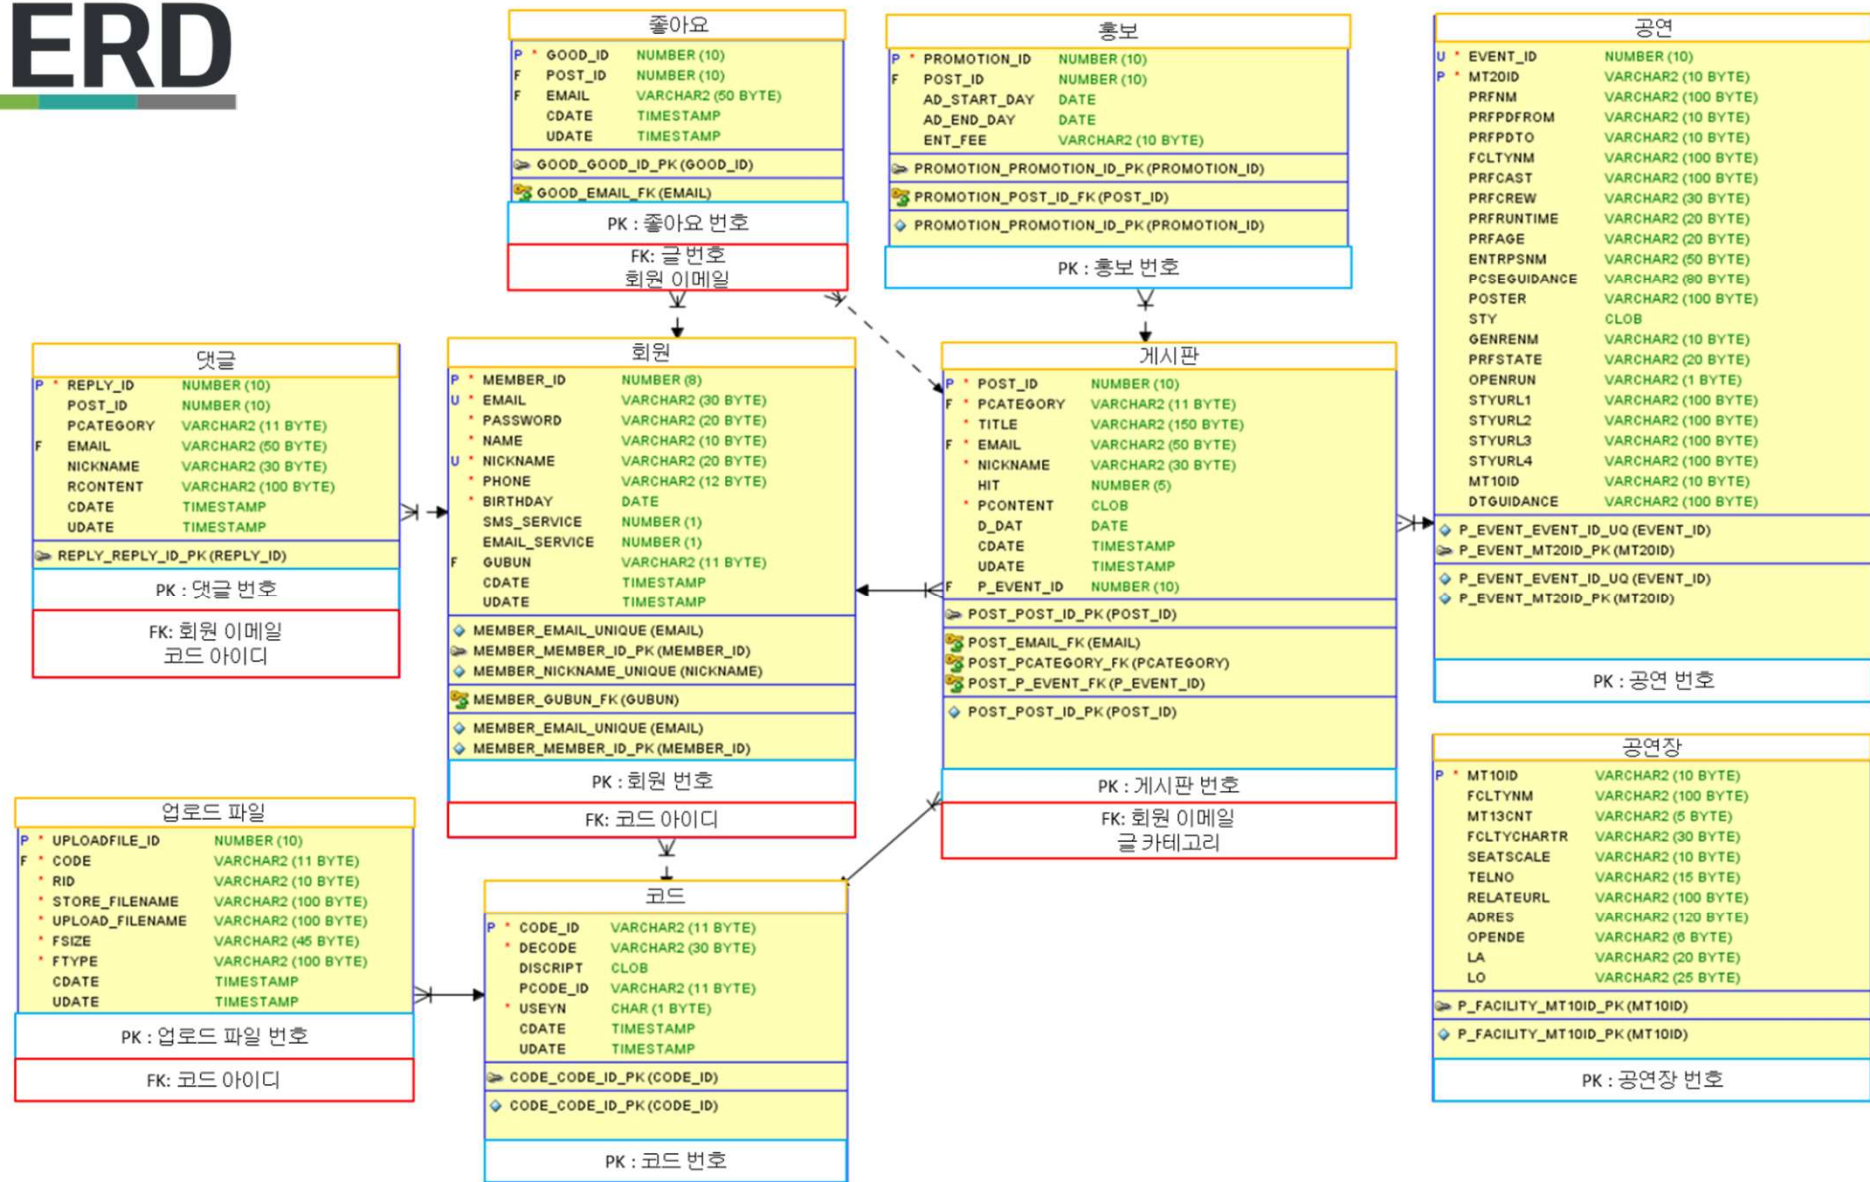 ERD
좋아요
P * GOOD_ID NUMBER (10)
F POST_ID NUMBER (10)
F EMAIL VARCHAR2 (50 BYTE)
CDATE TIMESTAMP
UDATE TIMESTAMP
GOOD_GOOD_ID_PK (GOOD_ID)
GOOD_EMAIL_FK (EMAIL)
PK : 좋아요 번호
FK: 글 번호
회원 이메일
홍보
P * PROMOTION_ID NUMBER (10)
F POST_ID NUMBER (10)
AD_START_DAY DATE
AD_END_DAY DATE
ENT_FEE VARCHAR2 (10 BYTE)
PROMOTION_PROMOTION_ID_PK (PROMOTION_ID)
PROMOTION_POST_ID_FK (POST_ID)
PROMOTION_PROMOTION_ID_PK (PROMOTION_ID)
PK : 홍보 번호
공연
U * EVENT_ID NUMBER (10)
P * MT20ID VARCHAR2 (10 BYTE)
PRFNM VARCHAR2 (100 BYTE)
PRFPDFROM VARCHAR2 (10 BYTE)
PRFPDTO VARCHAR2 (10 BYTE)
FCLTYNM VARCHAR2 (100 BYTE)
PRFCAST VARCHAR2 (100 BYTE)
PRFCREW VARCHAR2 (30 BYTE)
PRFRUNTIME VARCHAR2 (20 BYTE)
PRFAGE VARCHAR2 (20 BYTE)
ENTRPSNM VARCHAR2 (50 BYTE)
PCSEGUIDANCE VARCHAR2 (80 BYTE)
POSTER VARCHAR2 (100 BYTE)
STY CLOB
GENRENM VARCHAR2 (10 BYTE)
PRFSTATE VARCHAR2 (20 BYTE)
OPENRUN VARCHAR2 (1 BYTE)
STYURL1 VARCHAR2 (100 BYTE)
STYURL2 VARCHAR2 (100 BYTE)
STYURL3 VARCHAR2 (100 BYTE)
STYURL4 VARCHAR2 (100 BYTE)
MT10ID VARCHAR2 (10 BYTE)
DTGUIDANCE VARCHAR2 (100 BYTE)
P_EVENT_EVENT_ID_UQ (EVENT_ID)
P_EVENT_MT20ID_PK (MT20ID)
P_EVENT_EVENT_ID_UQ (EVENT_ID)
P_EVENT_MT20ID_PK (MT20ID)
PK : 공연 번호
댓글
P * REPLY_ID NUMBER (10)
POST_ID NUMBER (10)
PCATEGORY VARCHAR2 (11 BYTE)
F EMAIL VARCHAR2 (50 BYTE)
NICKNAME VARCHAR2 (30 BYTE)
RCONTENT VARCHAR2 (100 BYTE)
CDATE TIMESTAMP
UDATE TIMESTAMP
REPLY_REPLY_ID_PK (REPLY_ID)
PK : 댓글 번호
FK: 회원 이메일
코드 아이디
회원
P * MEMBER_ID NUMBER (8)
U * EMAIL VARCHAR2 (30 BYTE)
* PASSWORD VARCHAR2 (20 BYTE)
* NAME VARCHAR2 (10 BYTE)
U * NICKNAME VARCHAR2 (20 BYTE)
* PHONE VARCHAR2 (12 BYTE)
* BIRTHDAY DATE
SMS_SERVICE NUMBER (1)
EMAIL_SERVICE NUMBER (1)
F GUBUN VARCHAR2 (11 BYTE)
CDATE TIMESTAMP
UDATE TIMESTAMP
MEMBER_EMAIL_UNIQUE (EMAIL)
MEMBER_MEMBER_ID_PK (MEMBER_ID)
MEMBER_NICKNAME_UNIQUE (NICKNAME)
MEMBER_GUBUN_FK (GUBUN)
MEMBER_EMAIL_UNIQUE (EMAIL)
MEMBER_MEMBER_ID_PK (MEMBER_ID)
PK : 회원 번호
FK: 코드 아이디
게시판
P * POST_ID NUMBER (10)
F * PCATEGORY VARCHAR2 (11 BYTE)
* TITLE VARCHAR2 (150 BYTE)
F * EMAIL VARCHAR2 (50 BYTE)
* NICKNAME VARCHAR2 (30 BYTE)
HIT NUMBER (5)
* PCONTENT CLOB
D_DAT DATE
CDATE TIMESTAMP
UDATE TIMESTAMP
F P_EVENT_ID NUMBER (10)
POST_POST_ID_PK (POST_ID)
POST_EMAIL_FK (EMAIL)
POST_PCATEGORY_FK (PCATEGORY)
POST_P_EVENT_FK (P_EVENT_ID)
POST_POST_ID_PK (POST_ID)
PK : 게시판 번호
FK: 회원 이메일
글 카테고리
공연장
P * MT10ID VARCHAR2 (10 BYTE)
FCLTYNM VARCHAR2 (100 BYTE)
MT13CNT VARCHAR2 (5 BYTE)
FCLTYCHARTR VARCHAR2 (30 BYTE)
SEATSCALE VARCHAR2 (10 BYTE)
TELNO VARCHAR2 (15 BYTE)
RELATEURL VARCHAR2 (100 BYTE)
ADRES VARCHAR2 (120 BYTE)
OPENDE VARCHAR2 (6 BYTE)
LA VARCHAR2 (20 BYTE)
LO VARCHAR2 (25 BYTE)
P_FACILITY_MT10ID_PK (MT10ID)
P_FACILITY_MT10ID_PK (MT10ID)
PK : 공연장 번호
업로드 파일
P * UPLOADFILE_ID NUMBER (10)
F * CODE VARCHAR2 (11 BYTE)
* RID VARCHAR2 (10 BYTE)
* STORE_FILENAME VARCHAR2 (100 BYTE)
* UPLOAD_FILENAME VARCHAR2 (100 BYTE)
* FSIZE VARCHAR2 (45 BYTE)
* FTYPE VARCHAR2 (100 BYTE)
CDATE TIMESTAMP
UDATE TIMESTAMP
PK : 업로드 파일 번호
FK: 코드 아이디
코드
P * CODE_ID VARCHAR2 (11 BYTE)
* DECODE VARCHAR2 (30 BYTE)
DISCRIPT CLOB
PCODE_ID VARCHAR2 (11 BYTE)
* USEYN CHAR (1 BYTE)
CDATE TIMESTAMP
UDATE TIMESTAMP
CODE_CODE_ID_PK (CODE_ID)
CODE_CODE_ID_PK (CODE_ID)
PK : 코드 번호